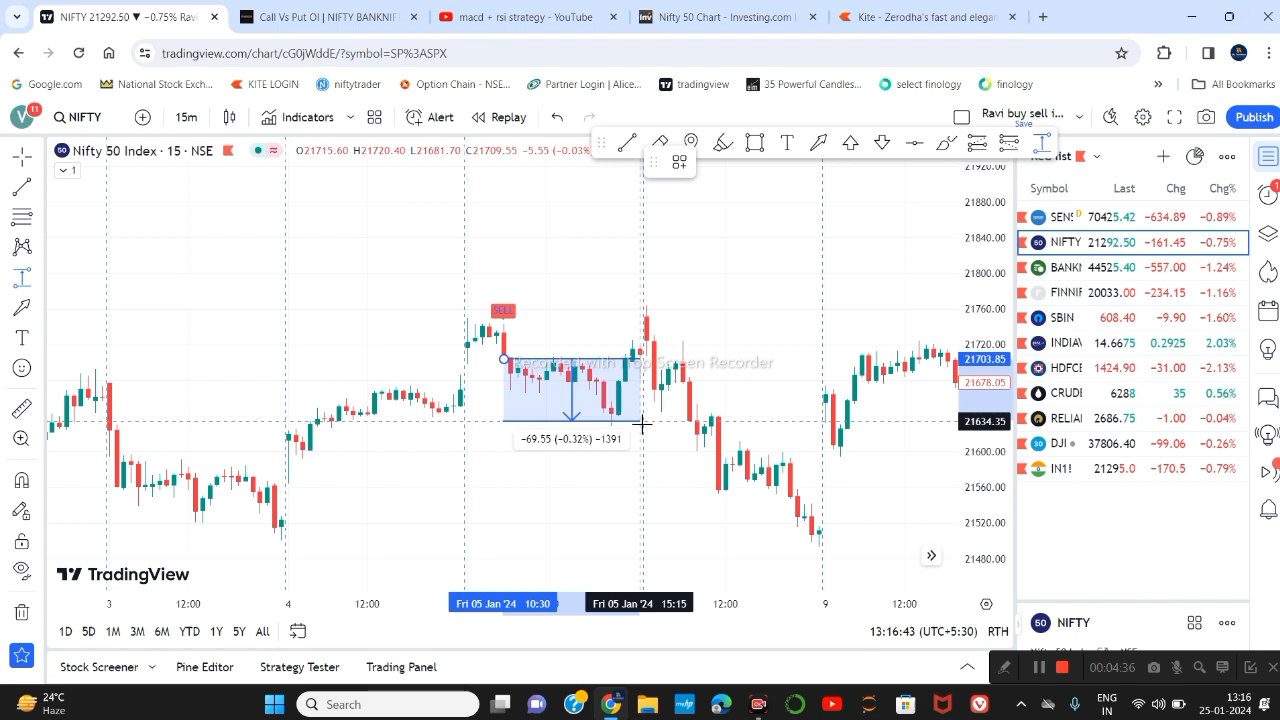 NIFTY 21292.50 ▼ −0.75% Ravi
Call Vs Put OI | NIFTY BANKNIF
macd + rsi strategy - YouTube
Nifty 50 Chart - Investing.com I
Kite - Zerodha's fast and elegan
tradingview.com/chart/cG0jWddE/?symbol=SP%3ASPX
Google.com
National Stock Exch...
KITE LOGIN
niftytrader
Option Chain - NSE...
Partner Login | Alice...
tradingview
35 Powerful Candles...
select finology
finology
All Bookmarks
V 11
NIFTY
15m
Indicators
Alert
Replay
Ravi buy sell i...
Save
Publish
50 Nifty 50 Index · 15 · NSE
O21715.60 H21720.40 L21681.70 C21709.55 −5.55 (−0.03%
1
list
Symbol Last Chg Chg%
SENS D 70425.42 −634.89 −0.89%
50 NIFTY 21292.50 −161.45 −0.75%
BANKN 44525.40 −557.00 −1.24%
FINNIF 20033.00 −234.15 −1.16%
SBIN 608.40 −9.90 −1.60%
INDIAV 14.6675 0.2925 2.03%
HDFCE 1424.90 −31.00 −2.13%
CRUDI 6288 35 0.56%
RELIAI 2686.75 −1.00 −0.04%
DJI 37806.40 −99.06 −0.26%
IN1! 21295.0 −170.5 −0.79%
21920.00
21880.00
21840.00
21800.00
21760.00
21720.00
21703.85
21678.05
21634.35
21600.00
21560.00
21520.00
21480.00
SELL
Recorded with Top Screen Recorder
−69.55 (−0.32%) −1391
TradingView
3 12:00 4 12:00 Fri 05 Jan '24 10:30 Fri 05 Jan '24 15:15 12:00 9 12:00
1D 5D 1M 3M 6M YTD 1Y 5Y All
13:16:43 (UTC+5:30) RTH
50 NIFTY
Stock Screener
Pine Editor
Strategy Tester
Trading Panel
00:04:36
24°C
Haze
Search
ENG
IN
13:16
25-01-2024